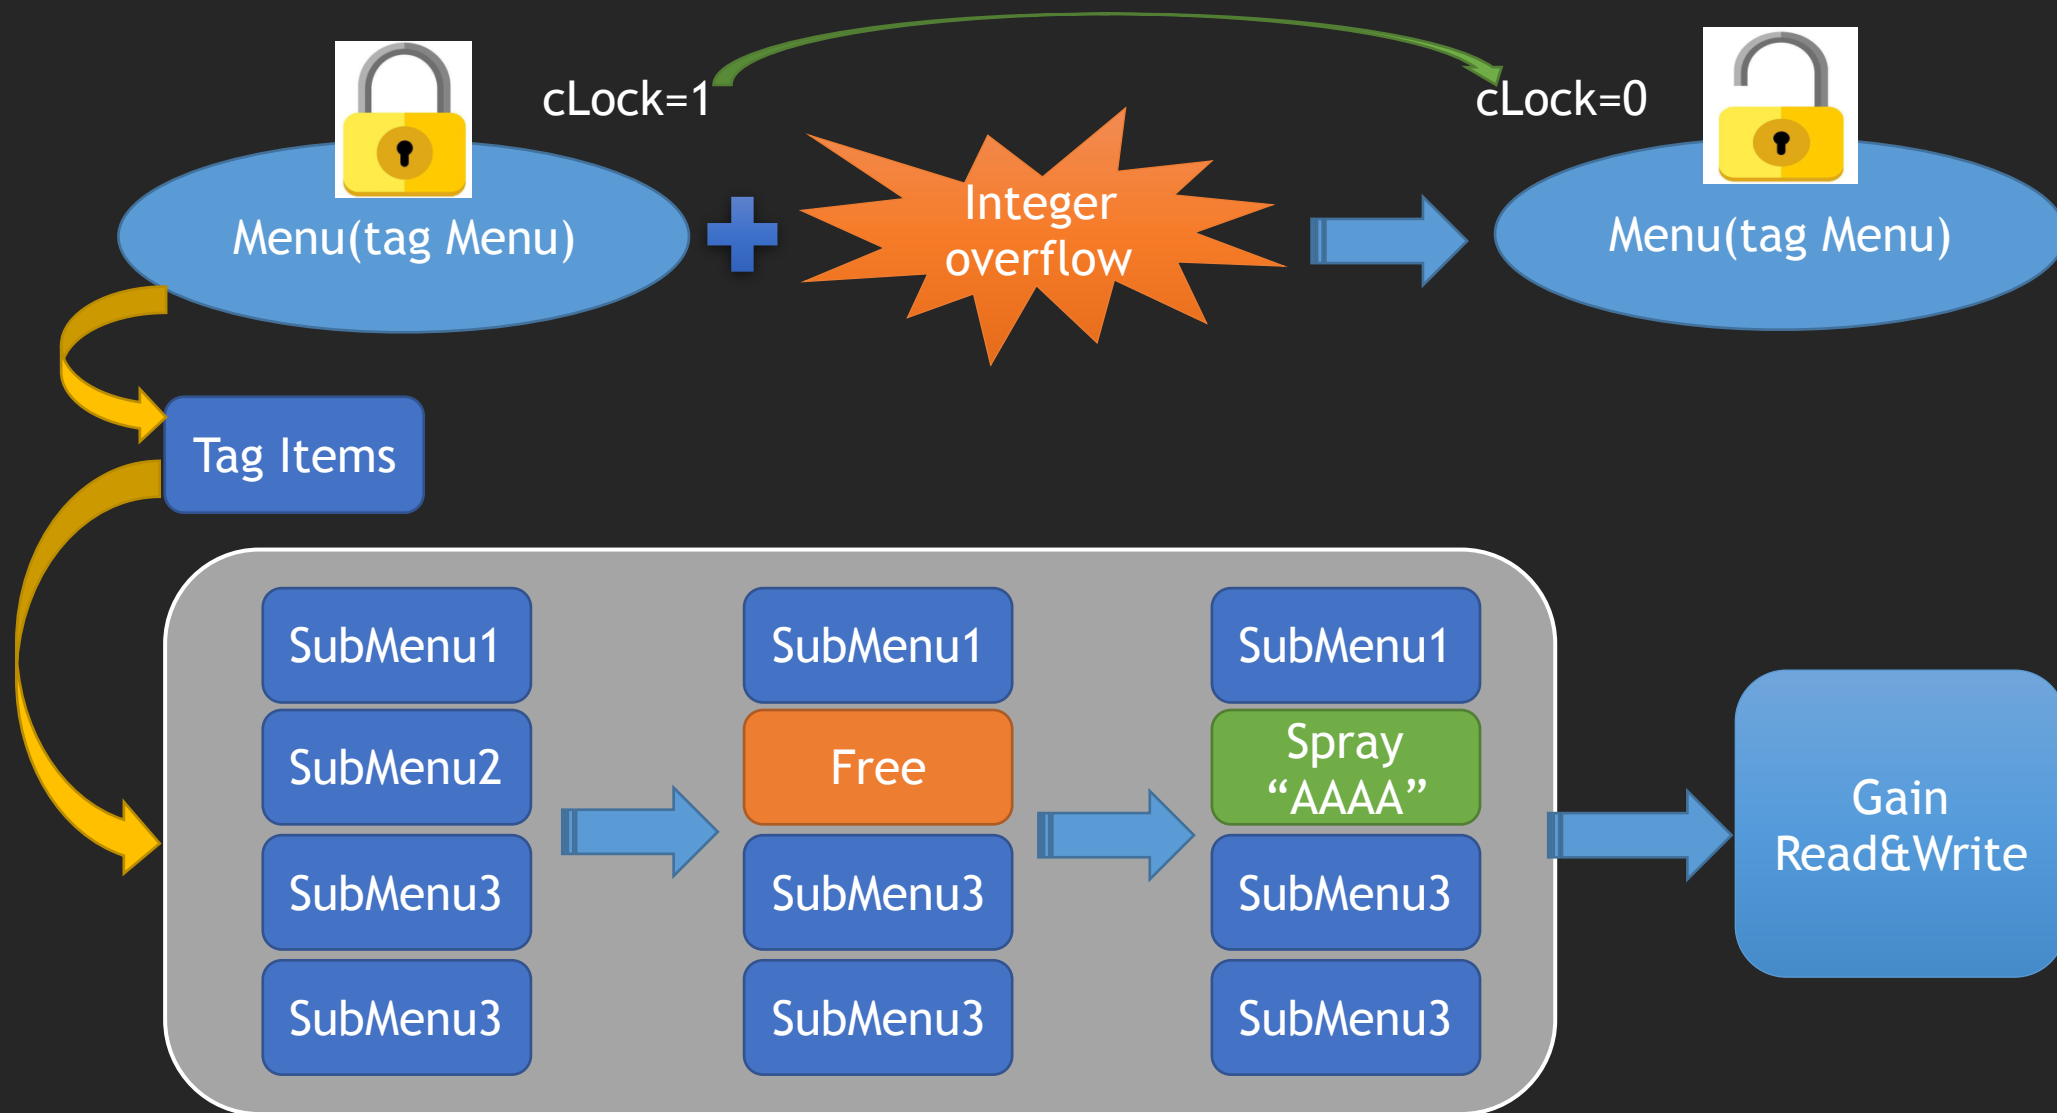 cLock=1
cLock=0
Menu(tag Menu)
Integer
overflow
Menu(tag Menu)
Tag Items
SubMenu1
SubMenu2
SubMenu3
SubMenu3
SubMenu1
Free
SubMenu3
SubMenu3
SubMenu1
Spray
“AAAA”
SubMenu3
SubMenu3
Gain
Read&Write